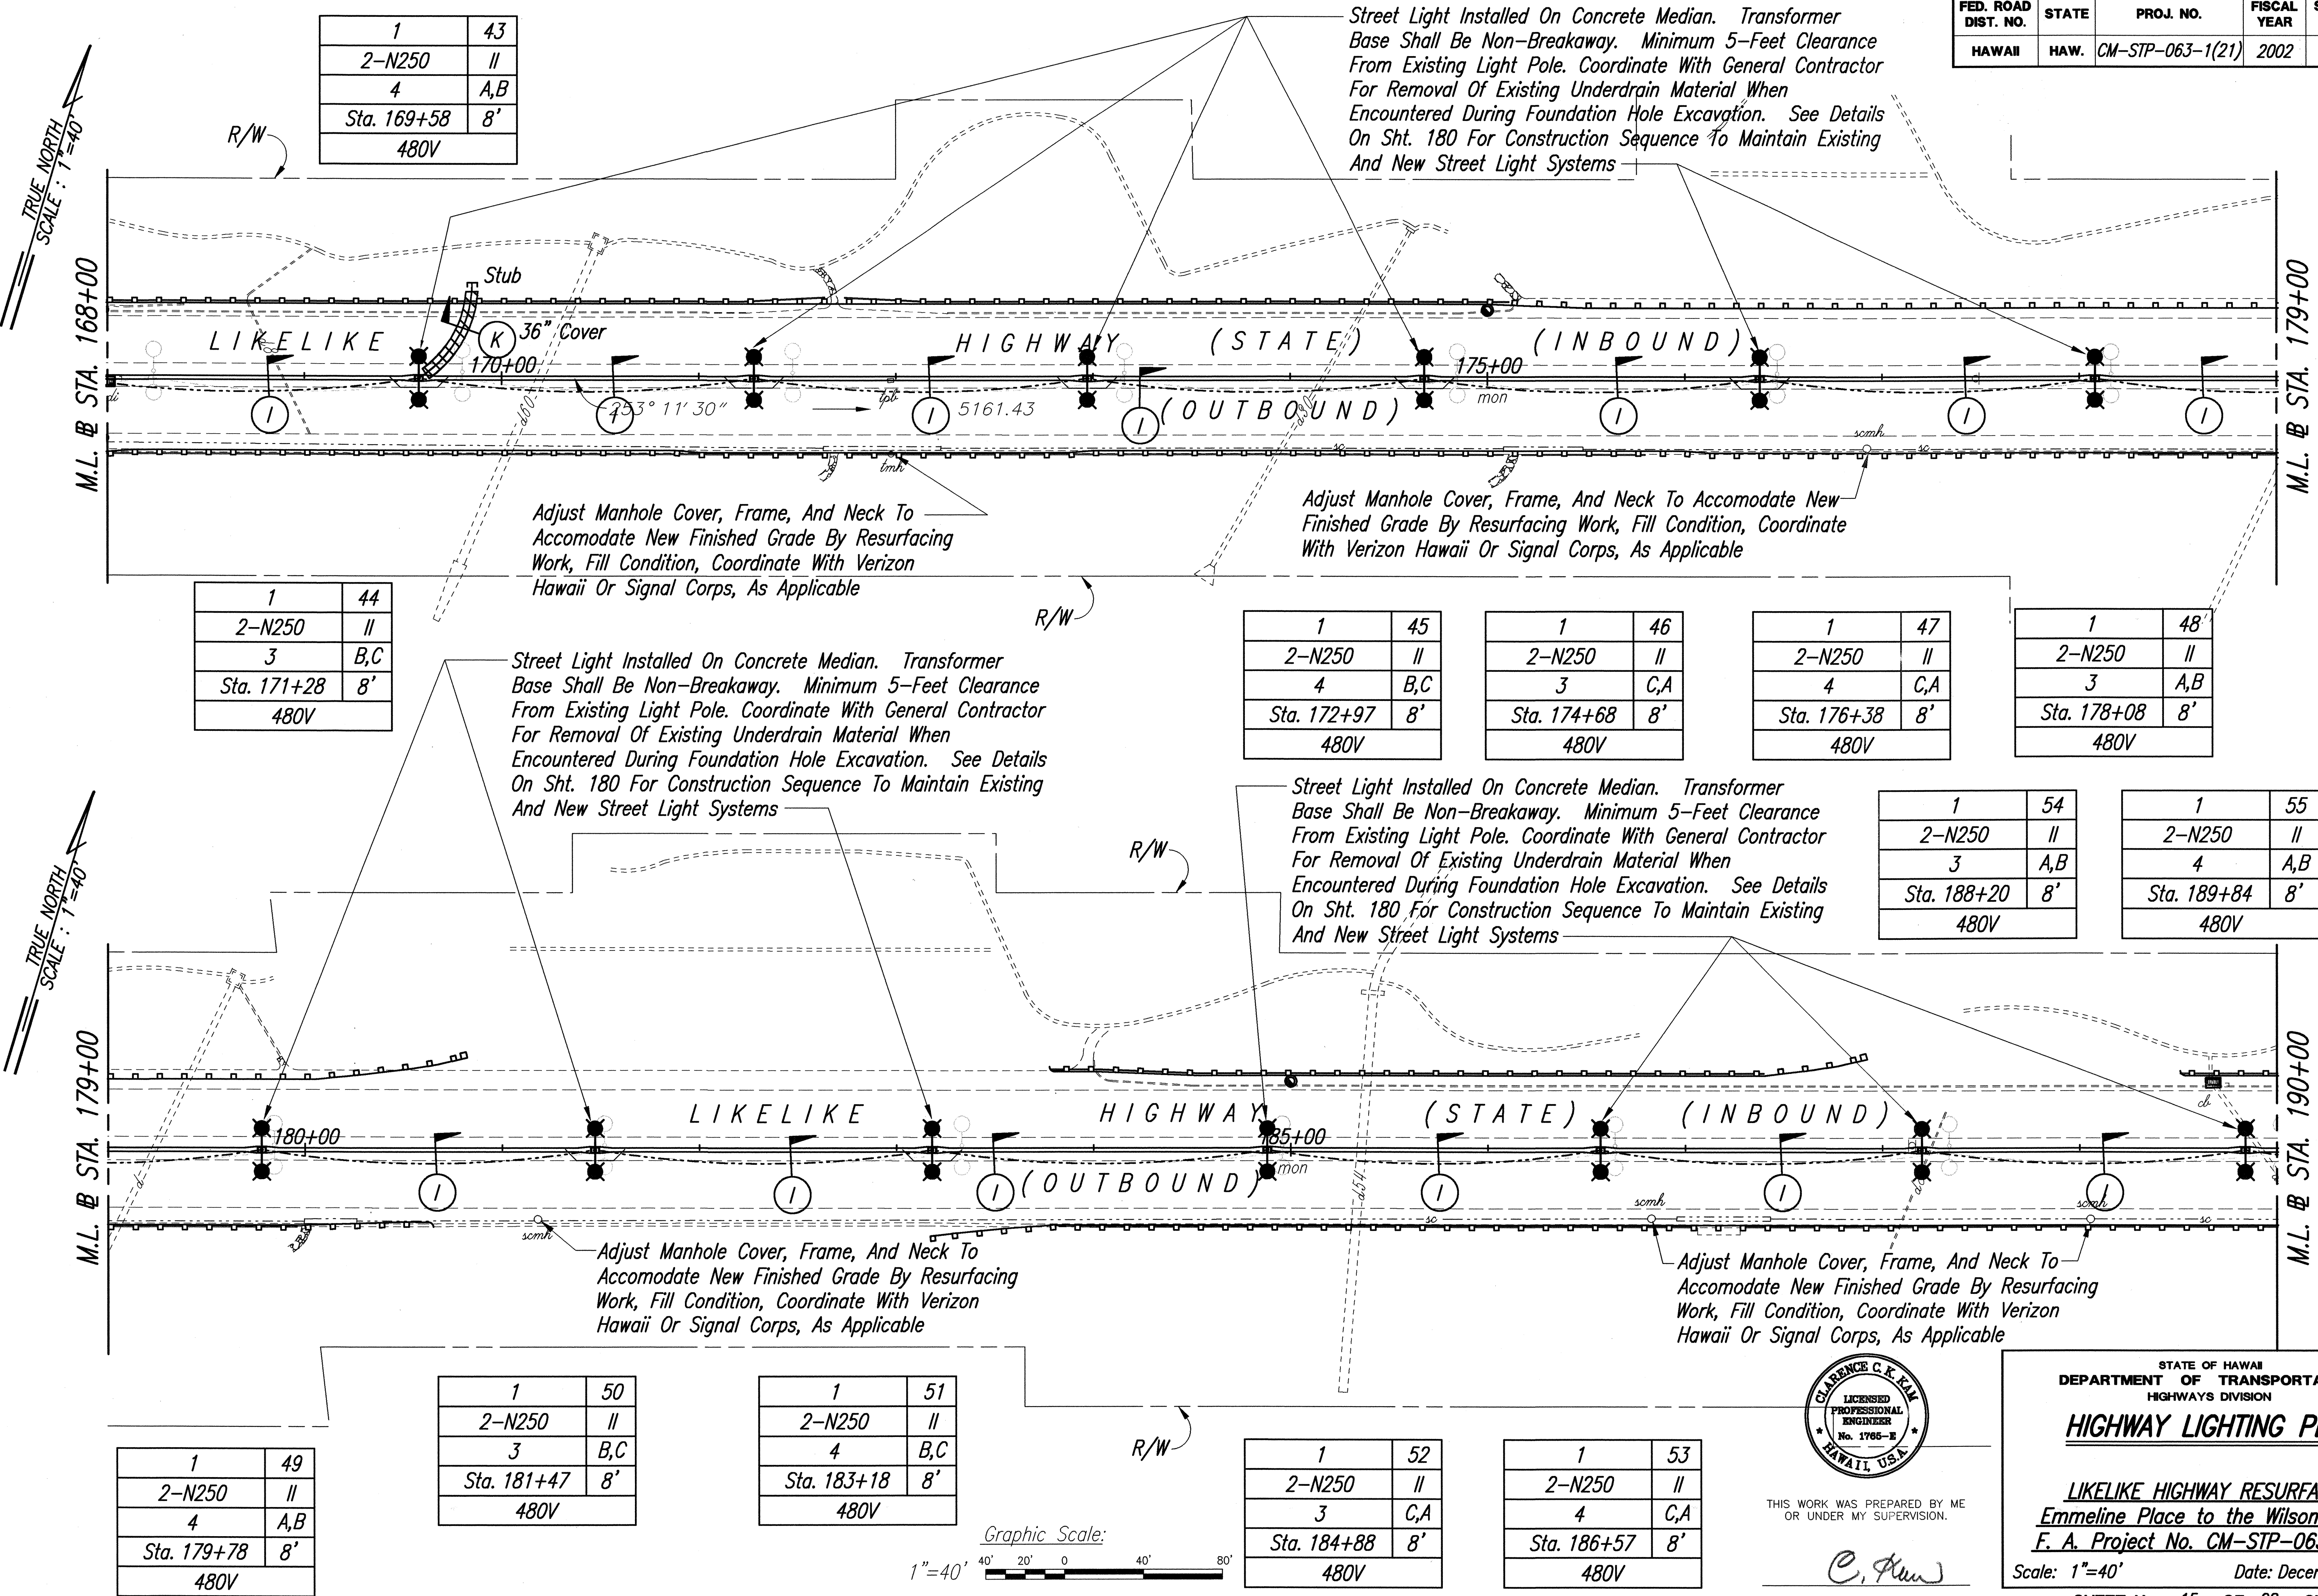 FED. ROAD DIST. NO.
STATE
PROJ. NO.
FISCAL YEAR
HAWAII
HAW.
CM-STP-063-1(21)
2002
TRUE NORTH
SCALE : 1"=40'
1 43
2-N250 II
4 A,B
Sta. 169+58 8'
480V
R/W
Street Light Installed On Concrete Median. Transformer
Base Shall Be Non-Breakaway. Minimum 5-Feet Clearance
From Existing Light Pole. Coordinate With General Contractor
For Removal Of Existing Underdrain Material When
Encountered During Foundation Hole Excavation. See Details
On Sht. 180 For Construction Sequence To Maintain Existing
And New Street Light Systems
M.L. BL STA. 168+00
M.L. BL STA. 179+00
Stub
K 36" Cover
LIKELIKE HIGHWAY (STATE) (INBOUND)
170+00
175+00
di
d60
253° 11' 30"
tpb
5161.43
(OUTBOUND)
mon
I
I
I
I
I
I
I
tmh
sc
scmh
sc
Adjust Manhole Cover, Frame, And Neck To
Accomodate New Finished Grade By Resurfacing
Work, Fill Condition, Coordinate With Verizon
Hawaii Or Signal Corps, As Applicable
Adjust Manhole Cover, Frame, And Neck To Accomodate New
Finished Grade By Resurfacing Work, Fill Condition, Coordinate
With Verizon Hawaii Or Signal Corps, As Applicable
R/W
1 44
2-N250 II
3 B,C
Sta. 171+28 8'
480V
1 45
2-N250 II
4 B,C
Sta. 172+97 8'
480V
1 46
2-N250 II
3 C,A
Sta. 174+68 8'
480V
1 47
2-N250 II
4 C,A
Sta. 176+38 8'
480V
1 48
2-N250 II
3 A,B
Sta. 178+08 8'
480V
Street Light Installed On Concrete Median. Transformer
Base Shall Be Non-Breakaway. Minimum 5-Feet Clearance
From Existing Light Pole. Coordinate With General Contractor
For Removal Of Existing Underdrain Material When
Encountered During Foundation Hole Excavation. See Details
On Sht. 180 For Construction Sequence To Maintain Existing
And New Street Light Systems
Street Light Installed On Concrete Median. Transformer
Base Shall Be Non-Breakaway. Minimum 5-Feet Clearance
From Existing Light Pole. Coordinate With General Contractor
For Removal Of Existing Underdrain Material When
Encountered During Foundation Hole Excavation. See Details
On Sht. 180 For Construction Sequence To Maintain Existing
And New Street Light Systems
1 54
2-N250 II
3 A,B
Sta. 188+20 8'
480V
1 55
2-N250 II
4 A,B
Sta. 189+84 8'
480V
TRUE NORTH
SCALE : 1"=40'
R/W
M.L. BL STA. 179+00
M.L. BL STA. 190+00
LIKELIKE HIGHWAY (STATE) (INBOUND)
180+00
185+00
(OUTBOUND)
mon
d54
cb
I
I
I
I
I
I
scmh
sc
scmh
scmh
sc
Adjust Manhole Cover, Frame, And Neck To
Accomodate New Finished Grade By Resurfacing
Work, Fill Condition, Coordinate With Verizon
Hawaii Or Signal Corps, As Applicable
Adjust Manhole Cover, Frame, And Neck To
Accomodate New Finished Grade By Resurfacing
Work, Fill Condition, Coordinate With Verizon
Hawaii Or Signal Corps, As Applicable
R/W
1 49
2-N250 II
4 A,B
Sta. 179+78 8'
480V
1 50
2-N250 II
3 B,C
Sta. 181+47 8'
480V
1 51
2-N250 II
4 B,C
Sta. 183+18 8'
480V
1 52
2-N250 II
3 C,A
Sta. 184+88 8'
480V
1 53
2-N250 II
4 C,A
Sta. 186+57 8'
480V
Graphic Scale:
1"=40'
40' 20' 0 40' 80'
CLARENCE C. K. KAM
LICENSED
PROFESSIONAL
ENGINEER
No. 1765-E
HAWAII, U.S.A.
THIS WORK WAS PREPARED BY ME
OR UNDER MY SUPERVISION.
C. Kam
STATE OF HAWAII
DEPARTMENT OF TRANSPORTA
HIGHWAYS DIVISION
HIGHWAY LIGHTING PL
LIKELIKE HIGHWAY RESURFA
Emmeline Place to the Wilson
F. A. Project No. CM-STP-063
Scale: 1"=40' Date: Decem